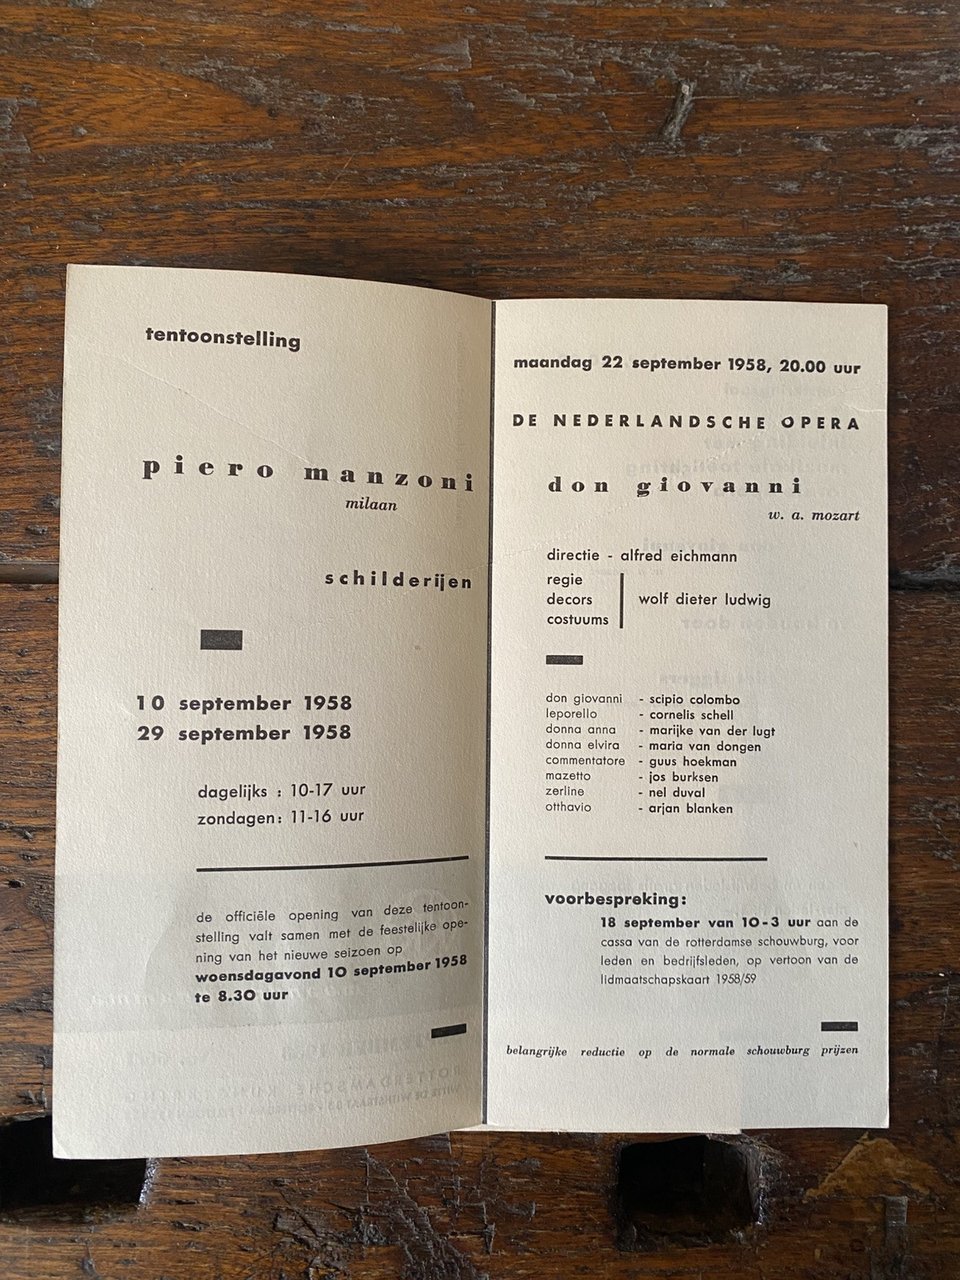 tentoonstelling
piero manzoni
milaan
schilderijen
10 september 1958
29 september 1958
dagelijks : 10-17 uur
zondagen: 11-16 uur
de officiële opening van deze tentoon-
stelling valt samen met de feestelijke ope-
ning van het nieuwe seizoen op
woensdagavond 10 september 1958
te 8.30 uur
maandag 22 september 1958, 20.00 uur
DE NEDERLANDSCHE OPERA
don giovanni
w. a. mozart
directie - alfred eichmann
regie
decors wolf dieter ludwig
costuums
don giovanni - scipio colombo
leporello - cornelis schell
donna anna - marijke van der lugt
donna elvira - maria van dongen
commentatore - guus hoekman
mazetto - jos burksen
zerline - nel duval
otthavio - arjan blanken
voorbespreking:
18 september van 10-3 uur aan de
cassa van de rotterdamse schouwburg, voor
leden en bedrijfsleden, op vertoon van de
lidmaatschapskaart 1958/59
belangrijke reductie op de normale schouwburg prijzen